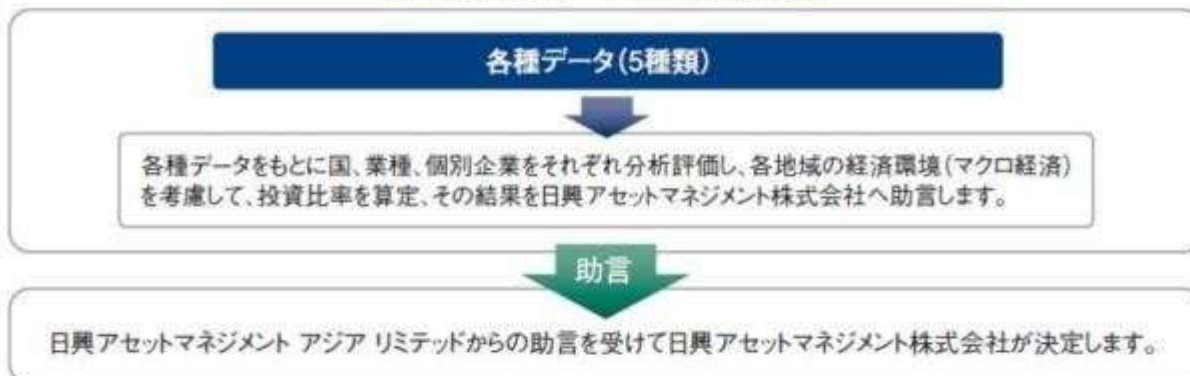 各種データ(5種類)
各種データをもとに国、業種、個別企業をそれぞれ分析評価し、各地域の経済環境(マクロ経済)
を考慮して、投資比率を算定、その結果を日興アセットマネジメント株式会社へ助言します。
助言
日興アセットマネジメント アジア リミテッドからの助言を受けて日興アセットマネジメント株式会社が決定します。